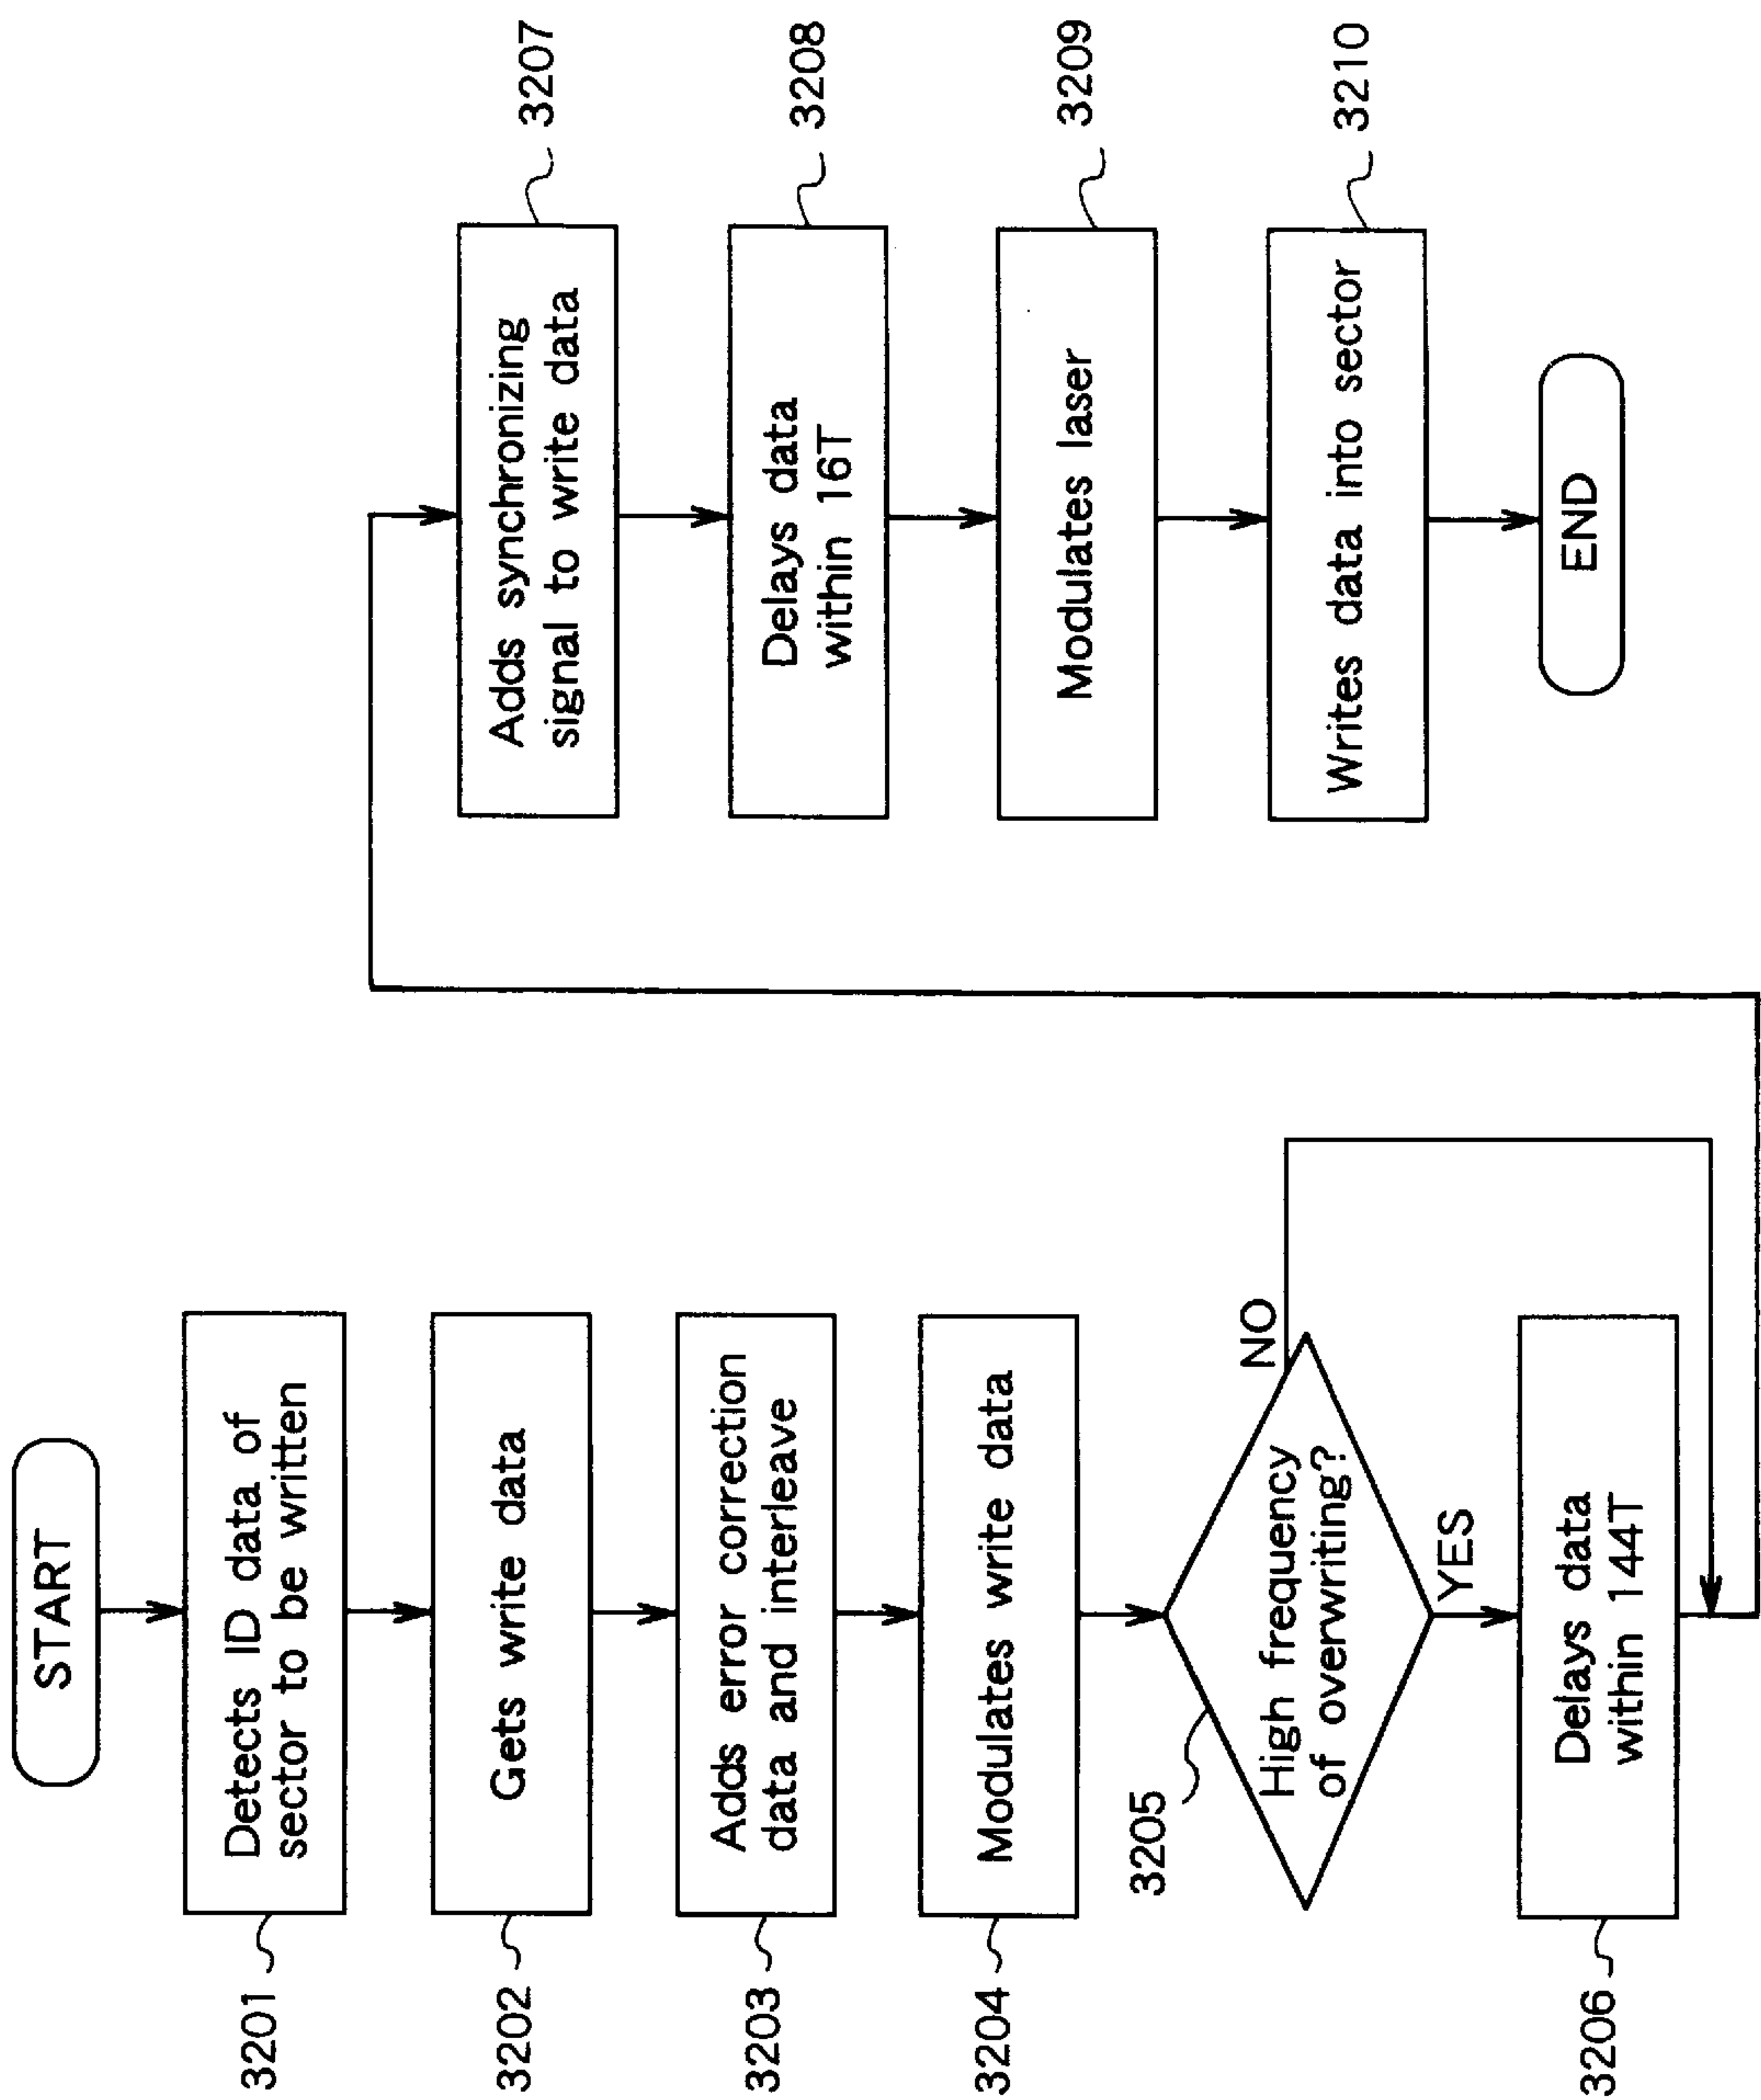 START
3201
Detects ID data of
sector to be written
3202
Gets write data
3203
Adds error correction
data and interleave
3204
Modulates write data
3205
High frequency
of overwriting?
NO
YES
3206
Delays data
within 144T
Adds synchronizing
signal to write data
3207
Delays data
within 16T
3208
Modulates laser
3209
Writes data into sector
3210
END